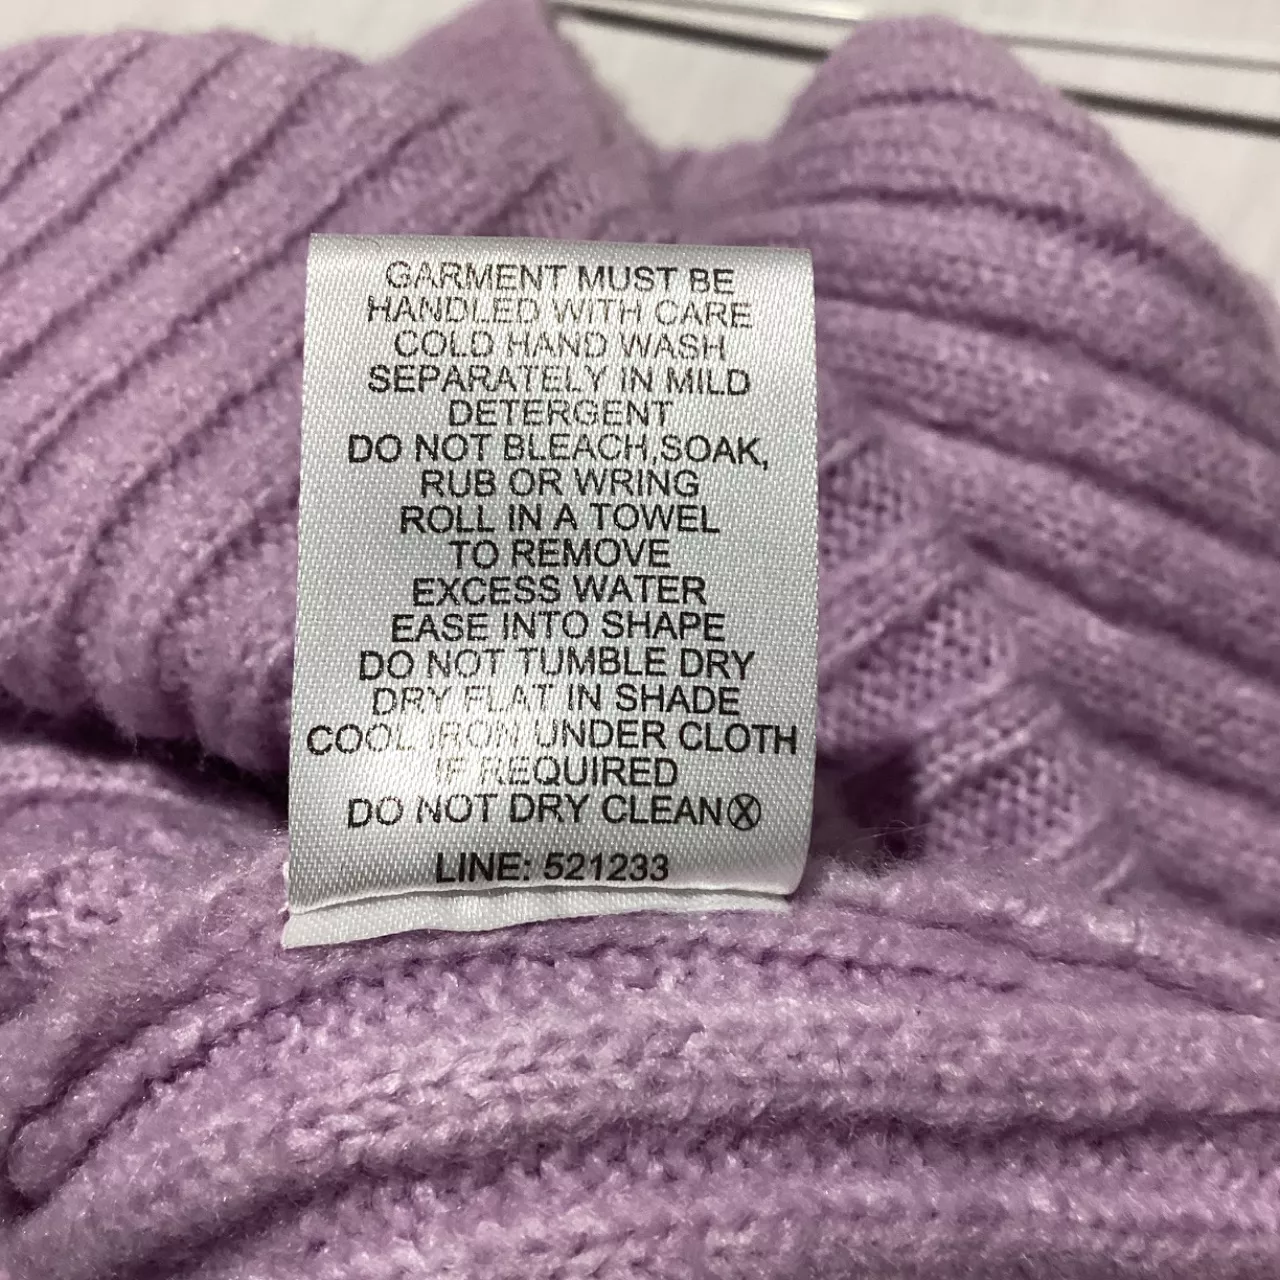 GARMENT MUST BE
HANDLED WITH CARE
COLD HAND WASH
SEPARATELY IN MILD
DETERGENT
DO NOT BLEACH,SOAK,
RUB OR WRING
ROLL IN A TOWEL
TO REMOVE
EXCESS WATER
EASE INTO SHAPE
DO NOT TUMBLE DRY
DRY FLAT IN SHADE
COOL IRON UNDER CLOTH
IF REQUIRED
DO NOT DRY CLEAN
LINE: 521233